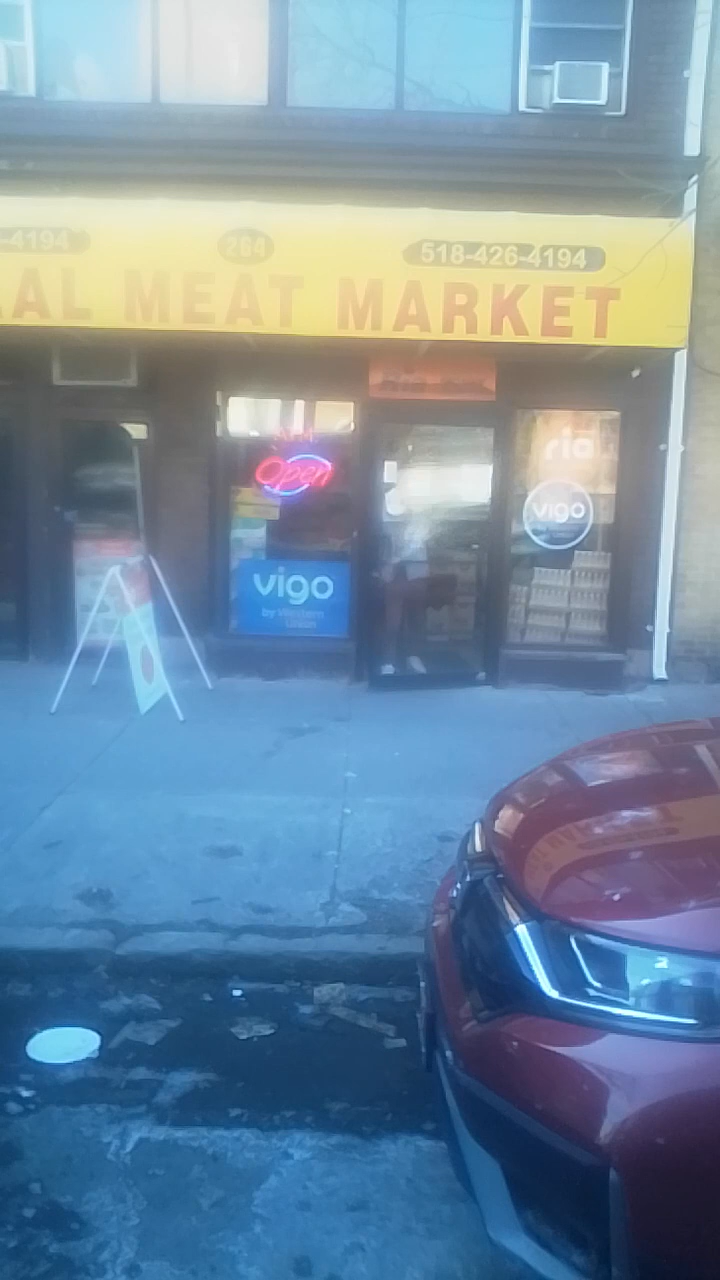 -4194
264
518-426-4194
AL MEAT MARKET
Open
ria
vigo
vigo
by Western
Union